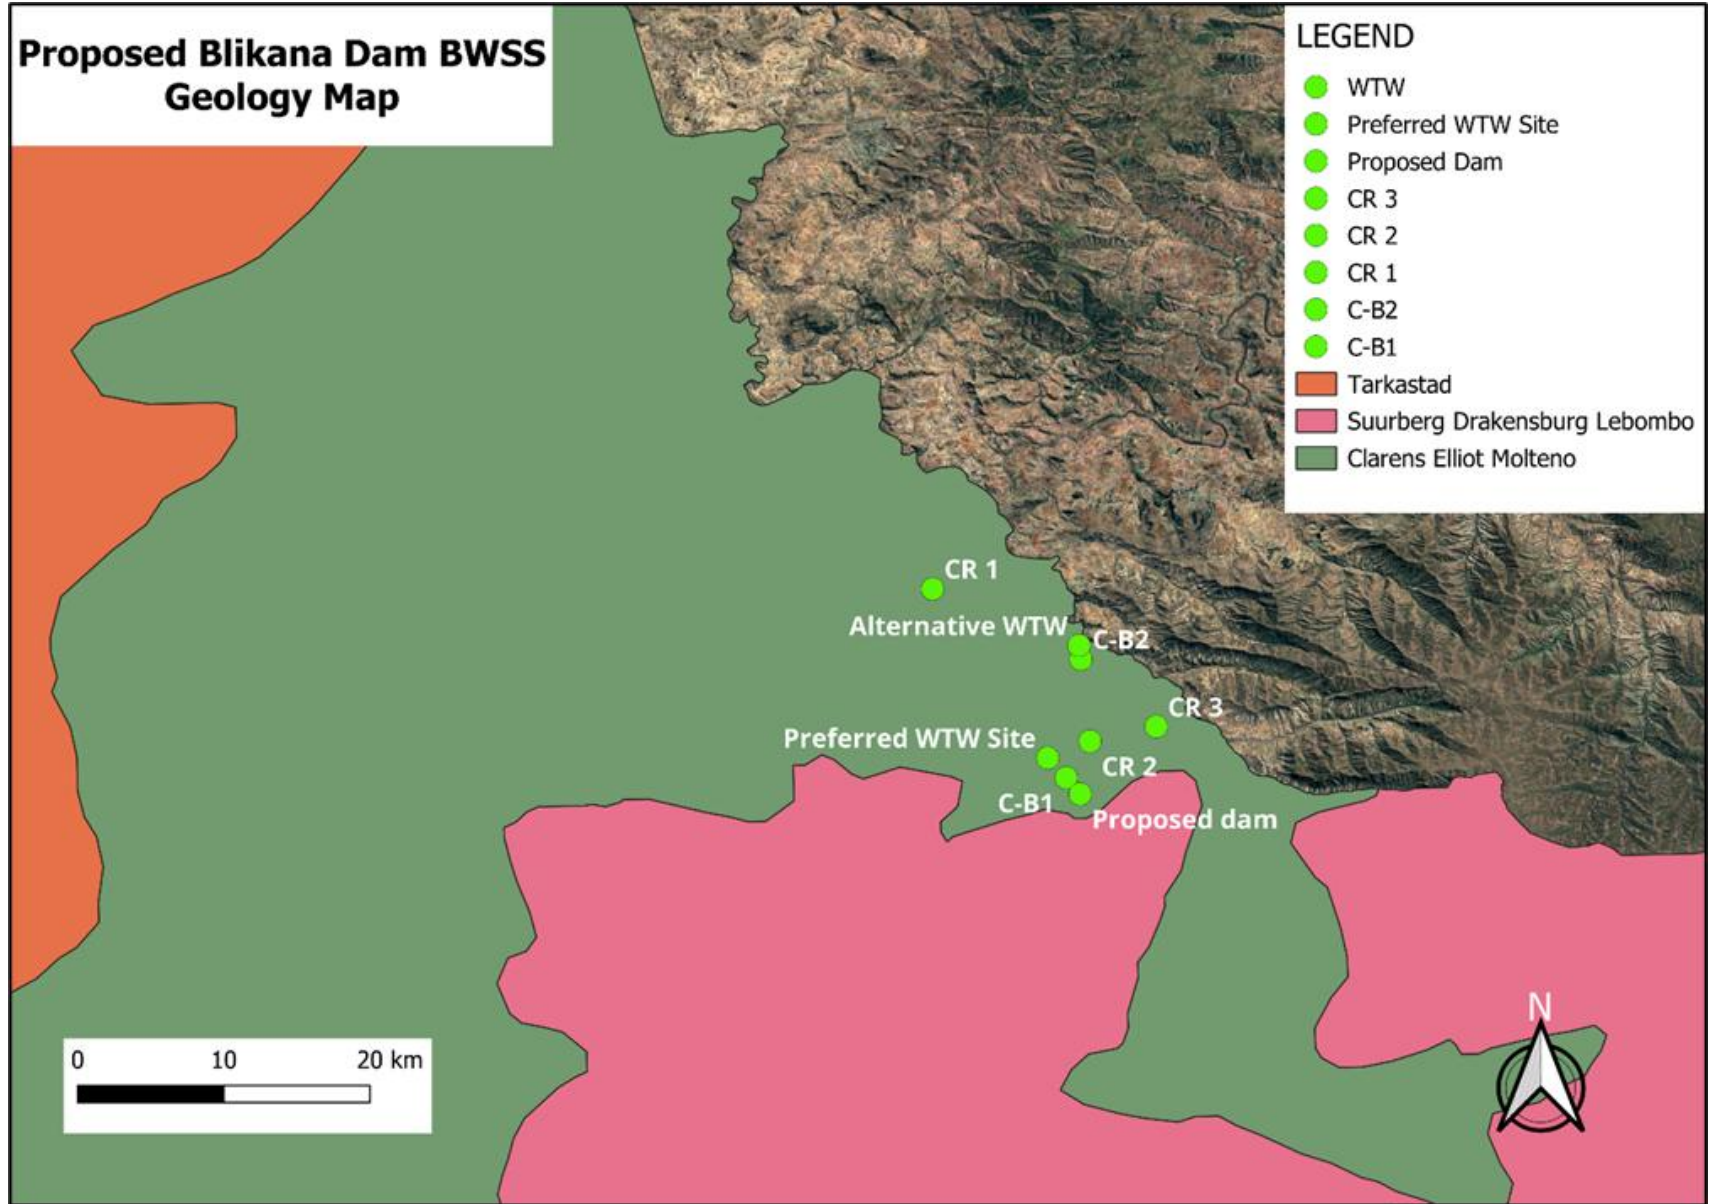 Proposed Blikana Dam BWSS
Geology Map
LEGEND
WTW
Preferred WTW Site
Proposed Dam
CR 3
CR 2
CR 1
C-B2
C-B1
Tarkastad
Suurberg Drakensburg Lebombo
Clarens Elliot Molteno
CR 1
Alternative WTW
C-B2
CR 3
Preferred WTW Site
CR 2
C-B1
Proposed dam
N
0 10 20 km